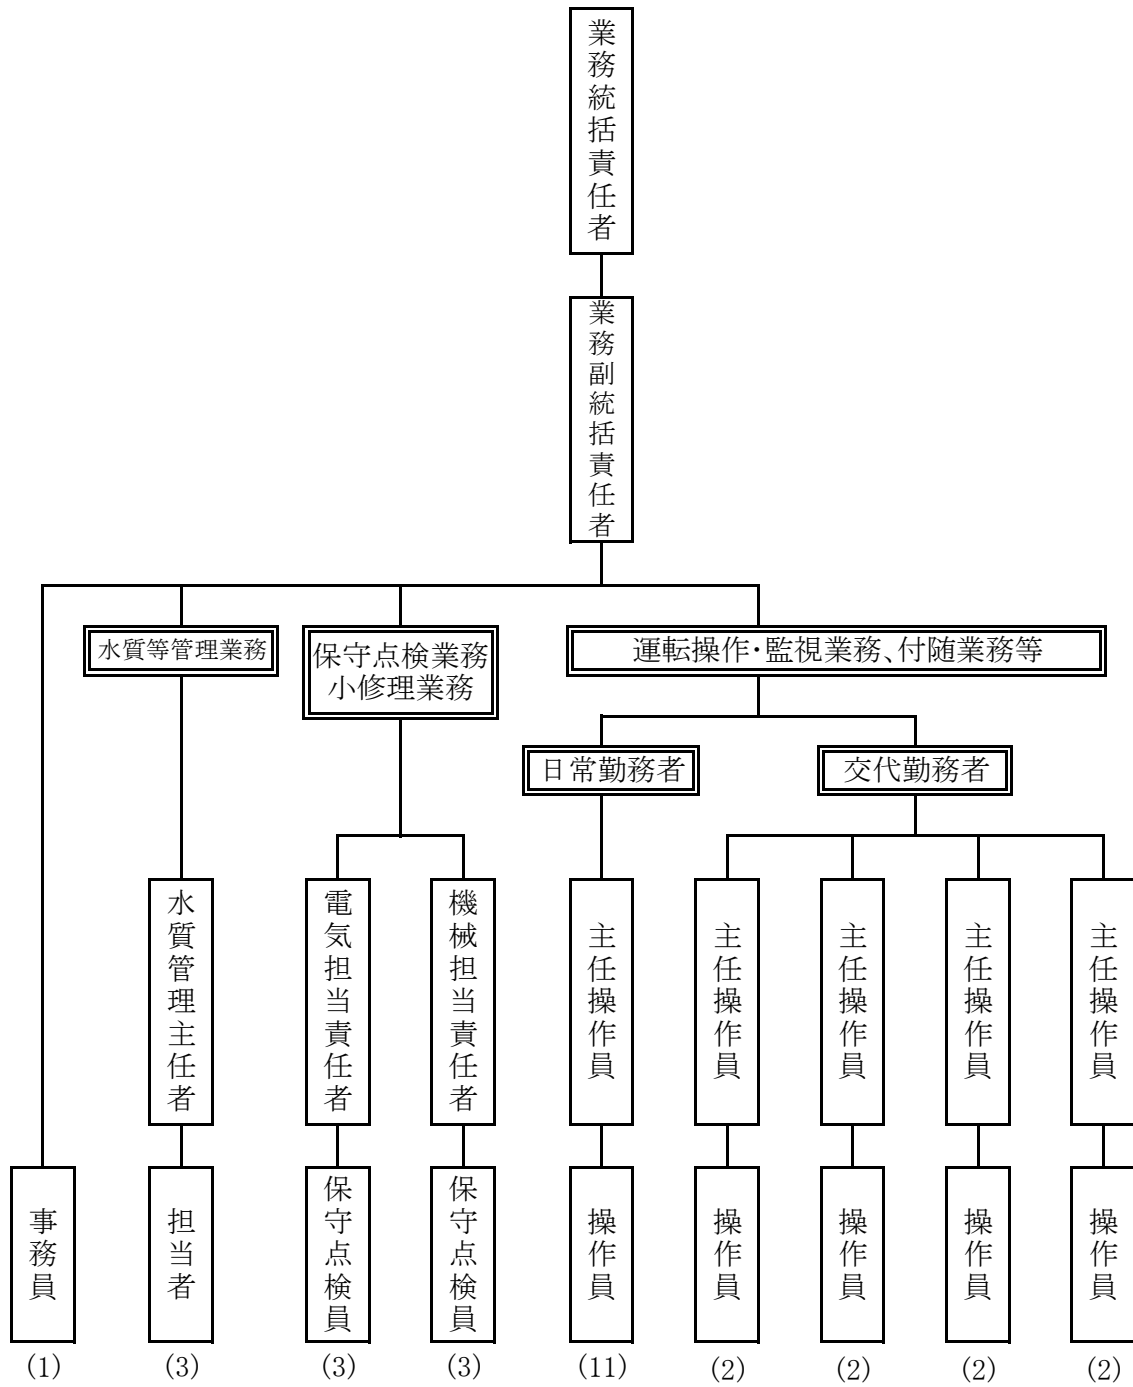 業務統括責任者
業務副統括責任者
水質等管理業務
保守点検業務
小修理業務
運転操作・監視業務、付随業務等
日常勤務者
交代勤務者
水質管理主任者
電気担当責任者
機械担当責任者
主任操作員
主任操作員
主任操作員
主任操作員
主任操作員
事務員
担当者
保守点検員
保守点検員
操作員
操作員
操作員
操作員
操作員
(1)
(3)
(3)
(3)
(11)
(2)
(2)
(2)
(2)